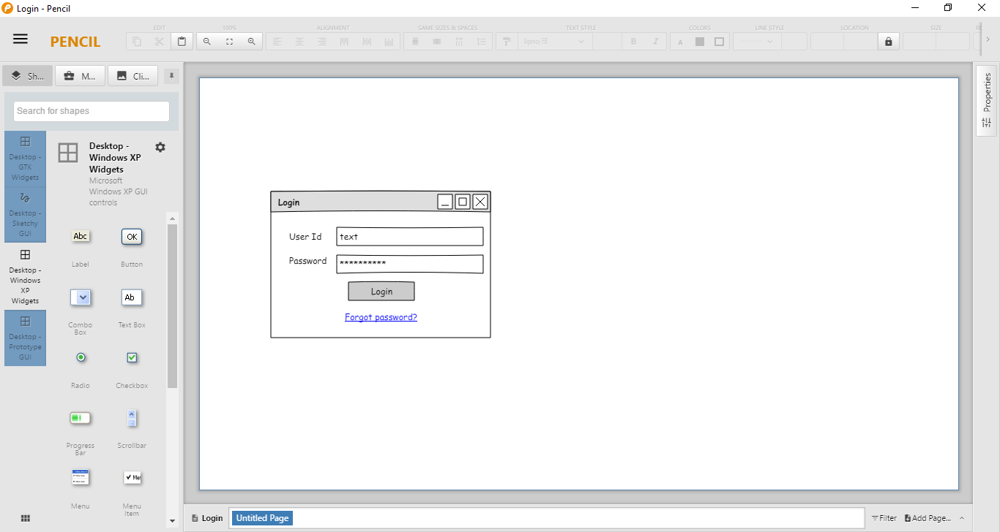 Login - Pencil
PENCIL
EDIT
100%
ALIGNMENT
SAME SIZES & SPACES
TEXT STYLE
COLORS
LINE STYLE
LOCATION
SIZE
Agency FB
B
I
A
Sh...
M...
Cli...
Search for shapes
Desktop -
GTK
Widgets
Desktop -
Sketchy
GUI
Desktop -
Windows
XP
Widgets
Desktop -
Prototype
GUI
Desktop -
Windows XP
Widgets
Microsoft
Windows XP GUI
controls
Abc
OK
Label
Button
Ab
Combo
Box
Text Box
Radio
Checkbox
Progress
Bar
Scrollbar
Menu
Menu
Item
Login
User Id
text
Password
**********
Login
Forgot password?
Properties
Login
Untitled Page
Filter
Add Page...